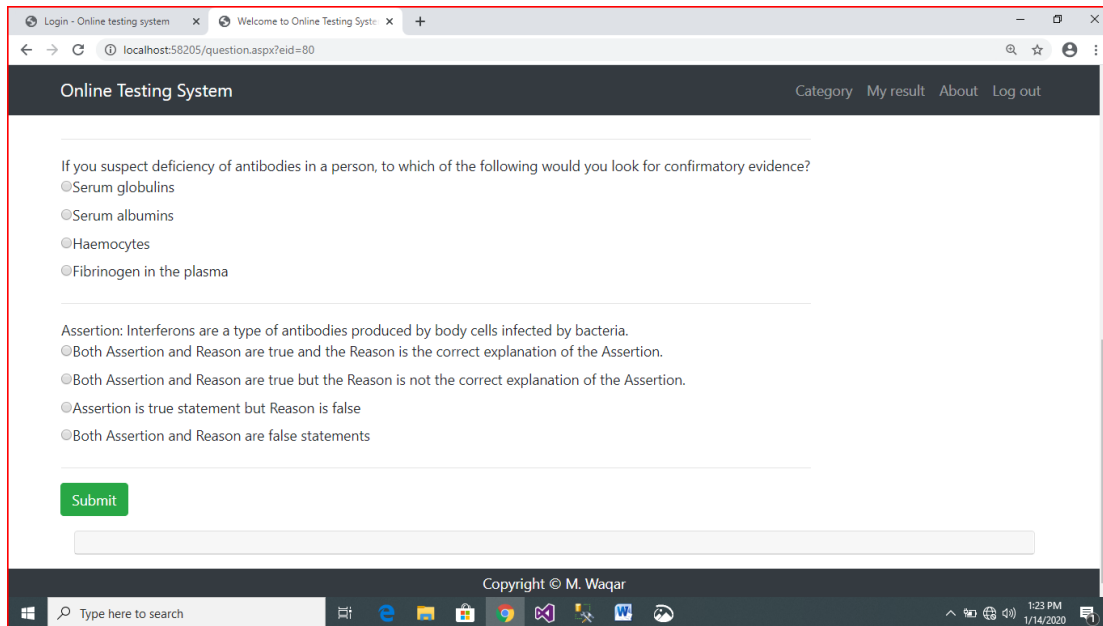 Login - Online testing system
Welcome to Online Testing Syste
localhost:58205/question.aspx?eid=80
Online Testing System Category My result About Log out
If you suspect deficiency of antibodies in a person, to which of the following would you look for confirmatory evidence?
Serum globulins
Serum albumins
Haemocytes
Fibrinogen in the plasma
Assertion: Interferons are a type of antibodies produced by body cells infected by bacteria.
Both Assertion and Reason are true and the Reason is the correct explanation of the Assertion.
Both Assertion and Reason are true but the Reason is not the correct explanation of the Assertion.
Assertion is true statement but Reason is false
Both Assertion and Reason are false statements
Submit
Copyright © M. Waqar
Type here to search
1:23 PM
1/14/2020